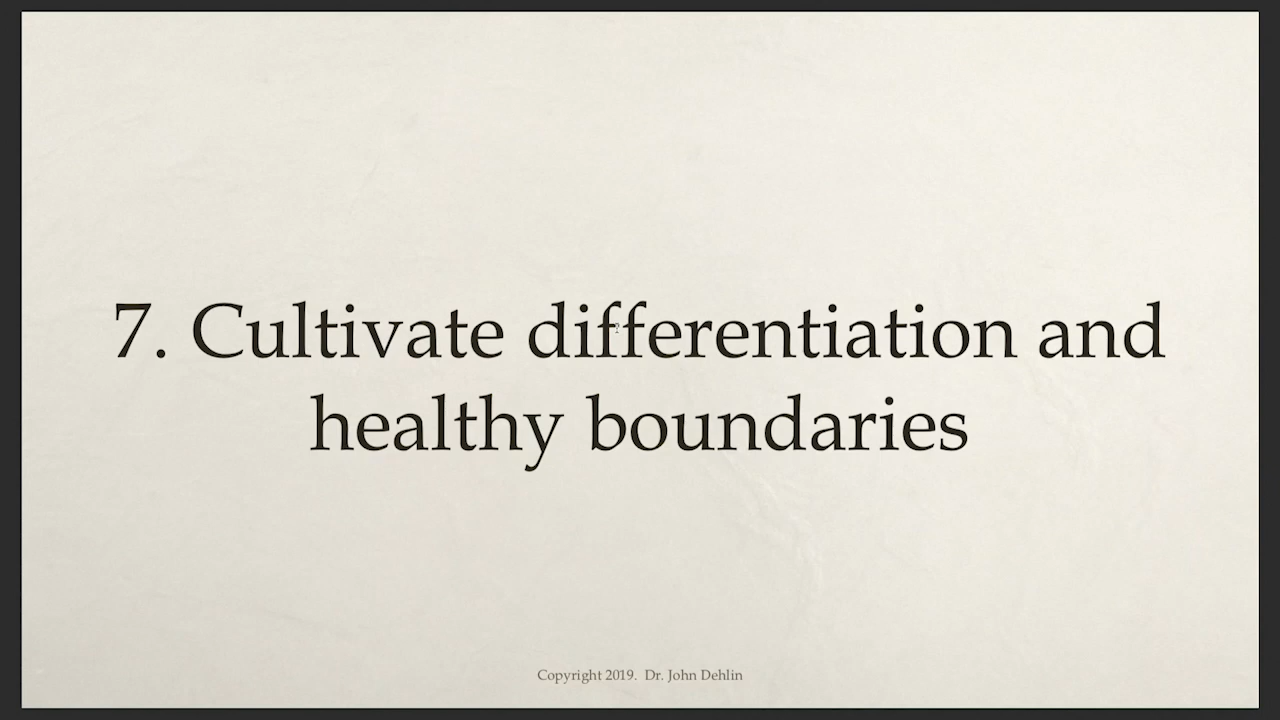 7. Cultivate differentiation and
healthy boundaries
Copyright 2019. Dr. John Dehlin